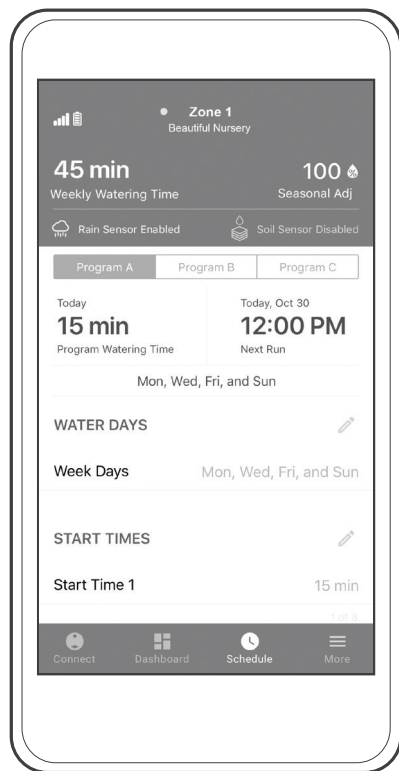 Zone 1
Beautiful Nursery
45 min
100 %
Weekly Watering Time
Seasonal Adj
Rain Sensor Enabled
Soil Sensor Disabled
Program A
Program B
Program C
Today
Today, Oct 30
15 min
12:00 PM
Program Watering Time
Next Run
Mon, Wed, Fri, and Sun
WATER DAYS
Week Days
Mon, Wed, Fri, and Sun
START TIMES
Start Time 1
15 min
1 of 8
Connect
Dashboard
Schedule
More